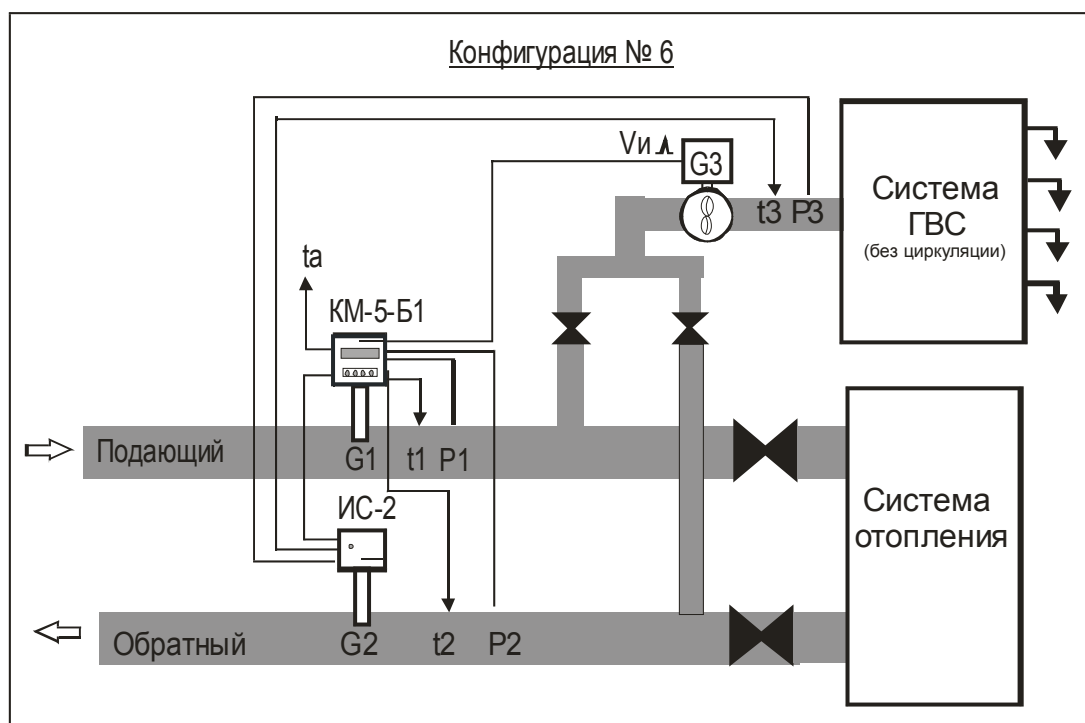 Конфигурация № 6
Vи
G3
t3 P3
Система
ГВС
(без циркуляции)
ta
КМ-5-Б1
Подающий
G1 t1 P1
ИС-2
Система
отопления
Обратный
G2 t2 P2